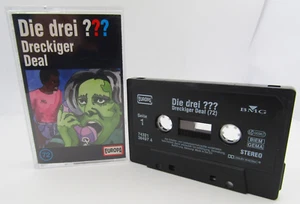 Die drei ???
Dreckiger
Deal
72
EUROPA
EUROPA
Die drei ???
Dreckiger Deal (72)
BMG
Seite
1
BIEM
GEMA
STEREO